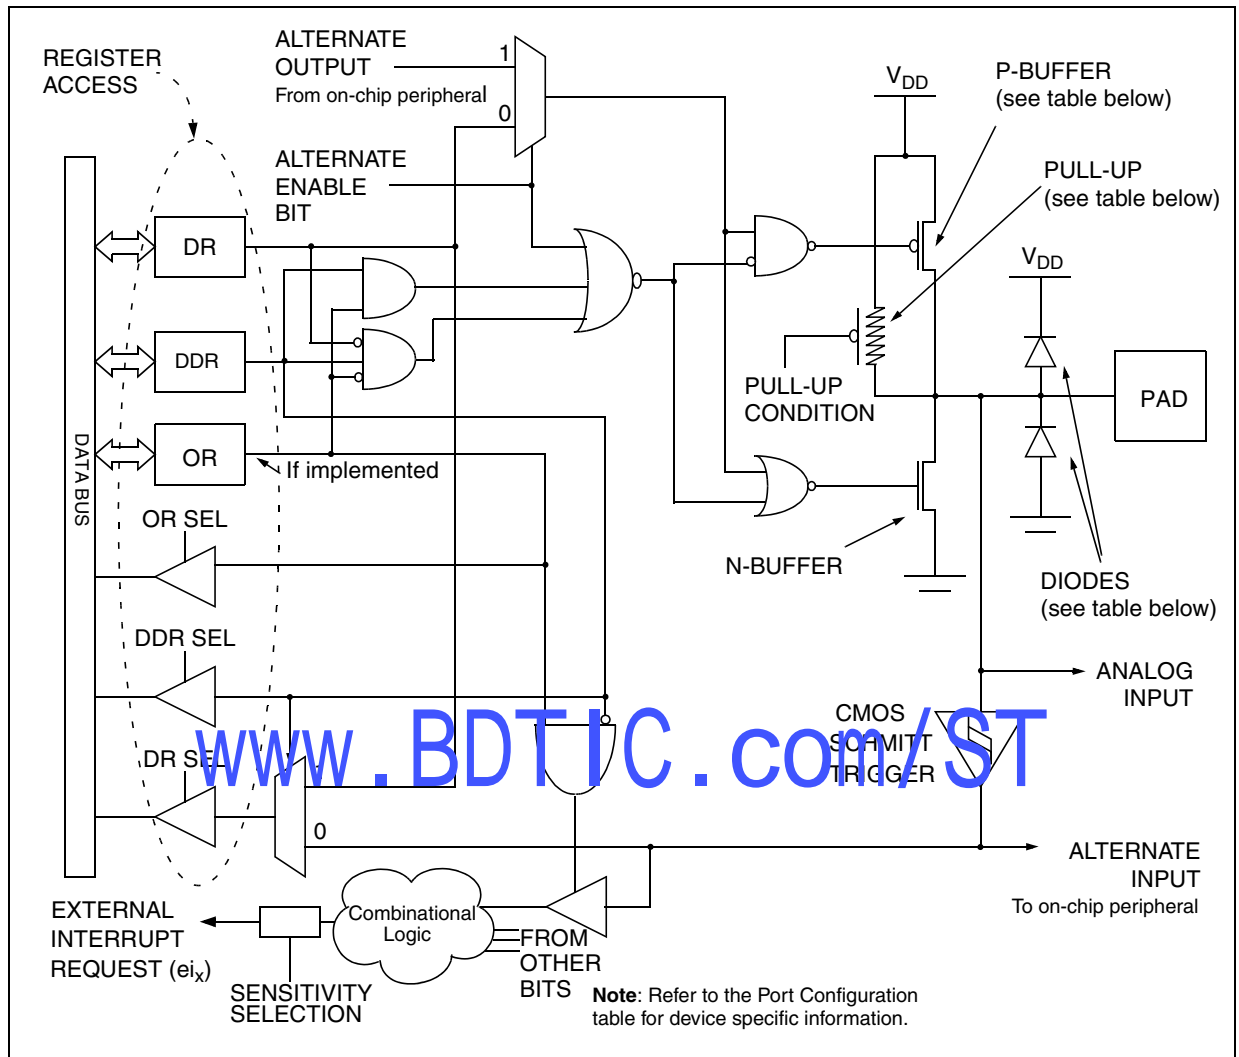 REGISTER
ACCESS
ALTERNATE
OUTPUT
From on-chip peripheral
1
0
ALTERNATE
ENABLE
BIT
VDD
P-BUFFER
(see table below)
PULL-UP
(see table below)
DR
DDR
OR
If implemented
DATA BUS
VDD
PULL-UP
CONDITION
PAD
N-BUFFER
DIODES
(see table below)
OR SEL
DDR SEL
DR SEL
0
ANALOG
INPUT
CMOS
SCHMITT
TRIGGER
www.BDTIC.com/ST
ALTERNATE
INPUT
To on-chip peripheral
EXTERNAL
INTERRUPT
REQUEST (eix)
Combinational
Logic
SENSITIVITY
SELECTION
FROM
OTHER
BITS
Note: Refer to the Port Configuration
table for device specific information.